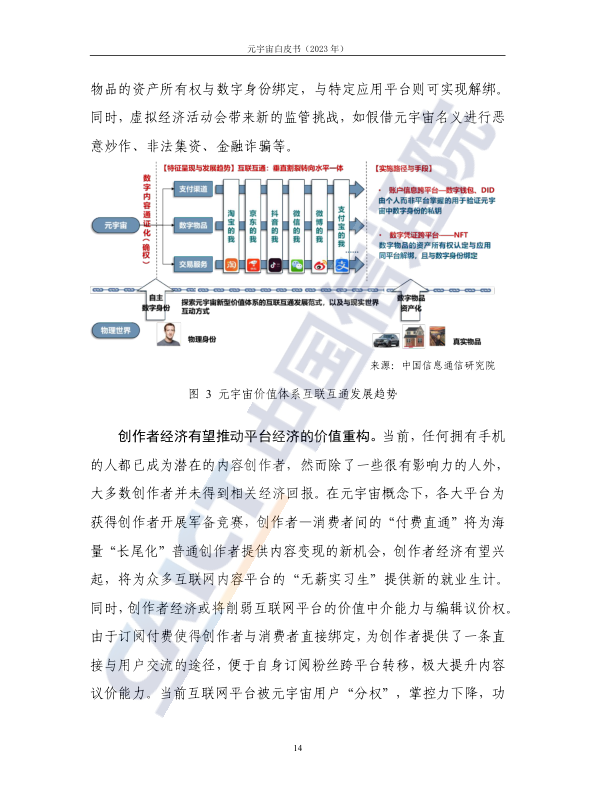 元宇宙白皮书（2023 年）
物品的资产所有权与数字身份绑定，与特定应用平台则可实现解绑。
同时，虚拟经济活动会带来新的监管挑战，如假借元宇宙名义进行恶
意炒作、非法集资、金融诈骗等。
【特征呈现与发展趋势】互联互通：垂直割裂转向水平一体
【实施路径与手段】
元宇宙
数字内容通证化（确权）
支付渠道
数字物品
交易服务
淘宝的我
京东的我
抖音的我
微信的我
微博的我
支付宝的我
……
• 账户信息跨平台—数字钱包、DID
由个人而非平台掌握的用于验证元宇
宙中数字身份的私钥
• 数字凭证跨平台——NFT
数字物品的资产所有权认定与应用
同平台解绑，且与数字身份绑定
自主
数字身份
探索元宇宙新型价值体系的互联互通发展范式，以及与现实世界
互动方式
数字物品
资产化
物理世界
物理身份
真实物品
来源：中国信息通信研究院
图 3 元宇宙价值体系互联互通发展趋势
创作者经济有望推动平台经济的价值重构。当前，任何拥有手机
的人都已成为潜在的内容创作者，然而除了一些很有影响力的人外，
大多数创作者并未得到相关经济回报。在元宇宙概念下，各大平台为
获得创作者开展军备竞赛，创作者—消费者间的“付费直通”将为海
量“长尾化”普通创作者提供内容变现的新机会，创作者经济有望兴
起，将为众多互联网内容平台的“无薪实习生”提供新的就业生计。
同时，创作者经济或将削弱互联网平台的价值中介能力与编辑议价权。
由于订阅付费使得创作者与消费者直接绑定，为创作者提供了一条直
接与用户交流的途径，便于自身订阅粉丝跨平台转移，极大提升内容
议价能力。当前互联网平台被元宇宙用户“分权”，掌控力下降，功
14
CAICT 中国信通院